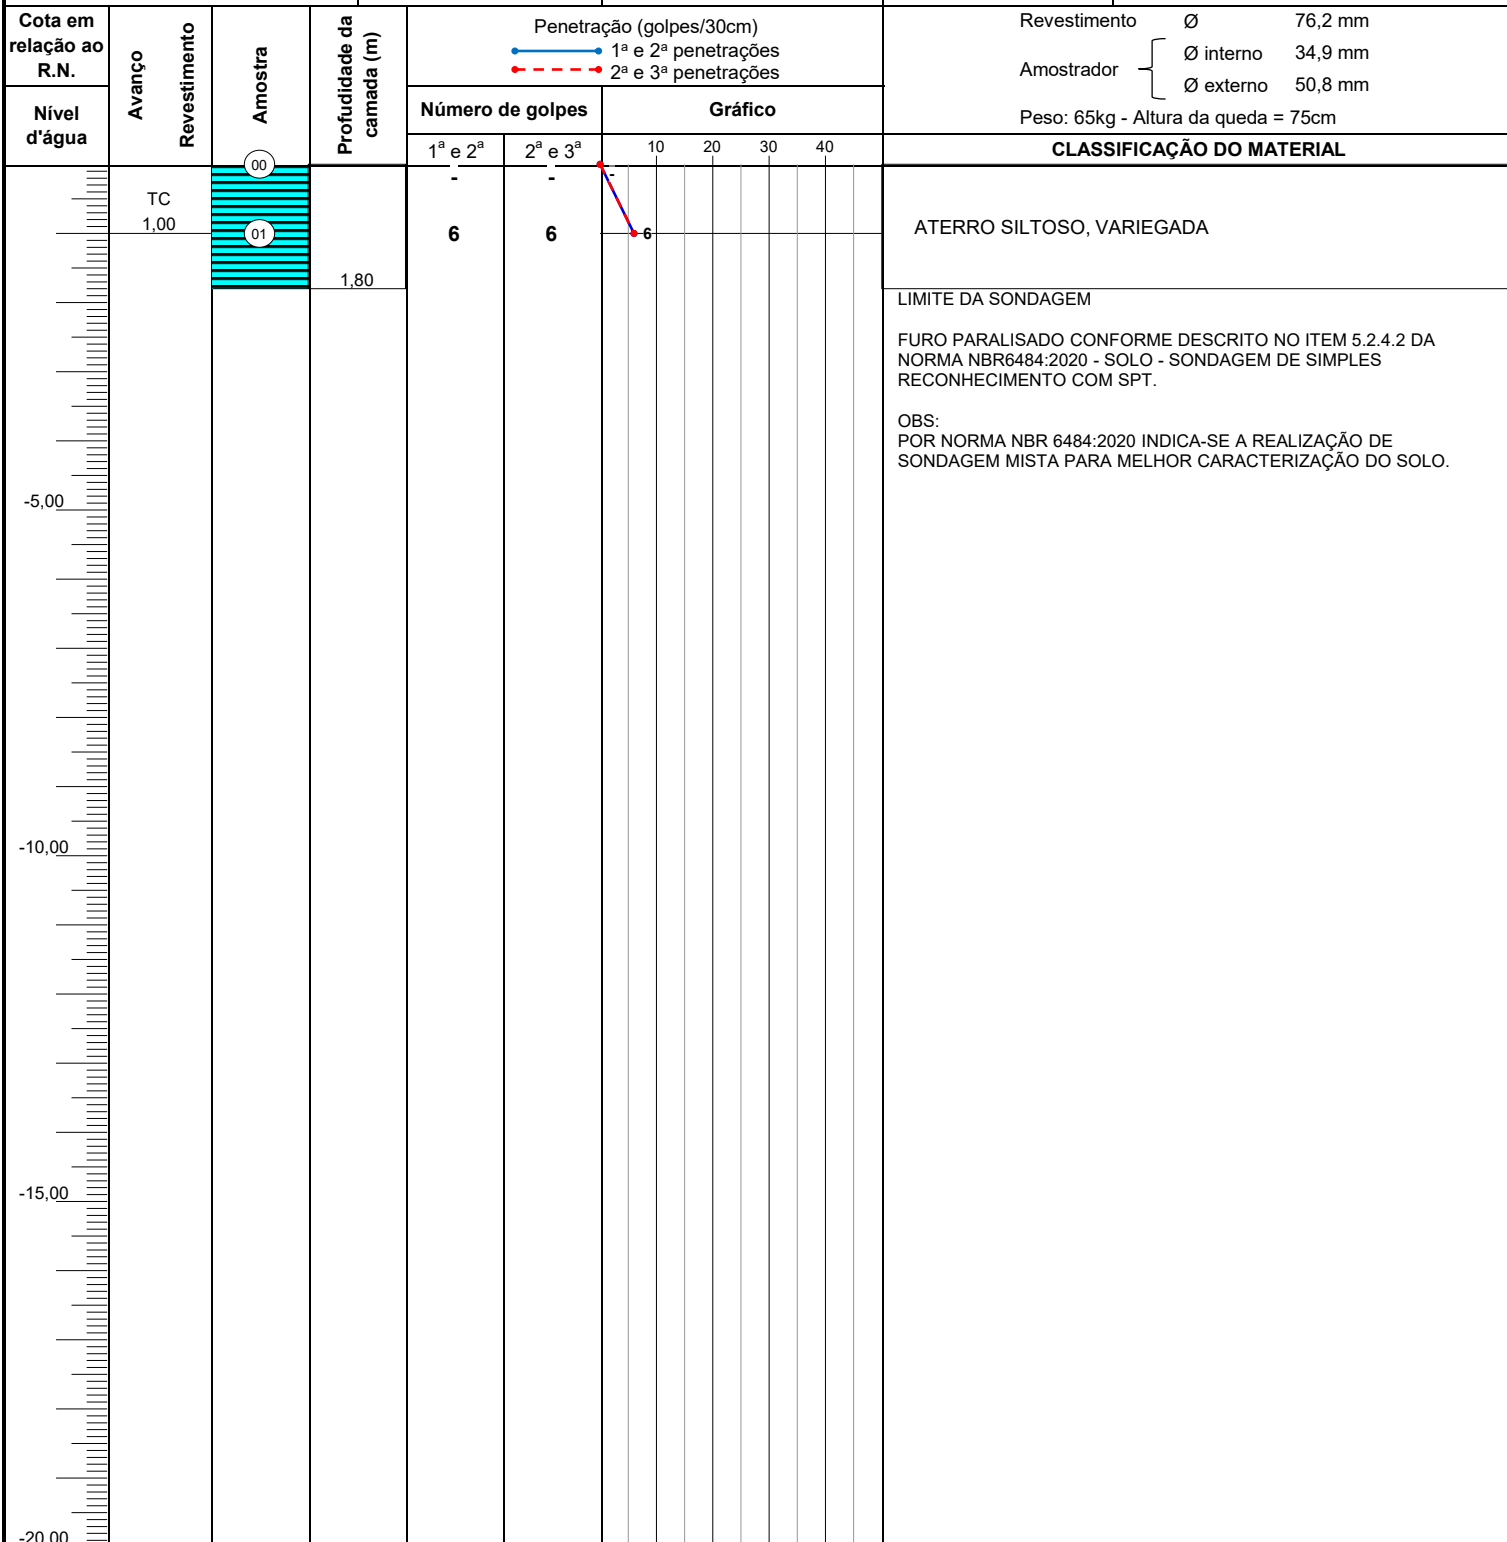 Cota em
relação ao
R.N.
Nível
d'água
Avanço
Revestimento
Amostra
Profudidade da
camada (m)
Penetração (golpes/30cm)
1ª e 2ª penetrações
2ª e 3ª penetrações
Número de golpes
Gráfico
1ª e 2ª
2ª e 3ª
10 20 30 40
Revestimento Ø 76,2 mm
Amostrador
Ø interno 34,9 mm
Ø externo 50,8 mm
Peso: 65kg - Altura da queda = 75cm
CLASSIFICAÇÃO DO MATERIAL
00
- - -
TC
1,00
01
6 6 6
ATERRO SILTOSO, VARIEGADA
1,80
LIMITE DA SONDAGEM
FURO PARALISADO CONFORME DESCRITO NO ITEM 5.2.4.2 DA
NORMA NBR6484:2020 - SOLO - SONDAGEM DE SIMPLES
RECONHECIMENTO COM SPT.
OBS:
POR NORMA NBR 6484:2020 INDICA-SE A REALIZAÇÃO DE
SONDAGEM MISTA PARA MELHOR CARACTERIZAÇÃO DO SOLO.
-5,00
-10,00
-15,00
-20,00